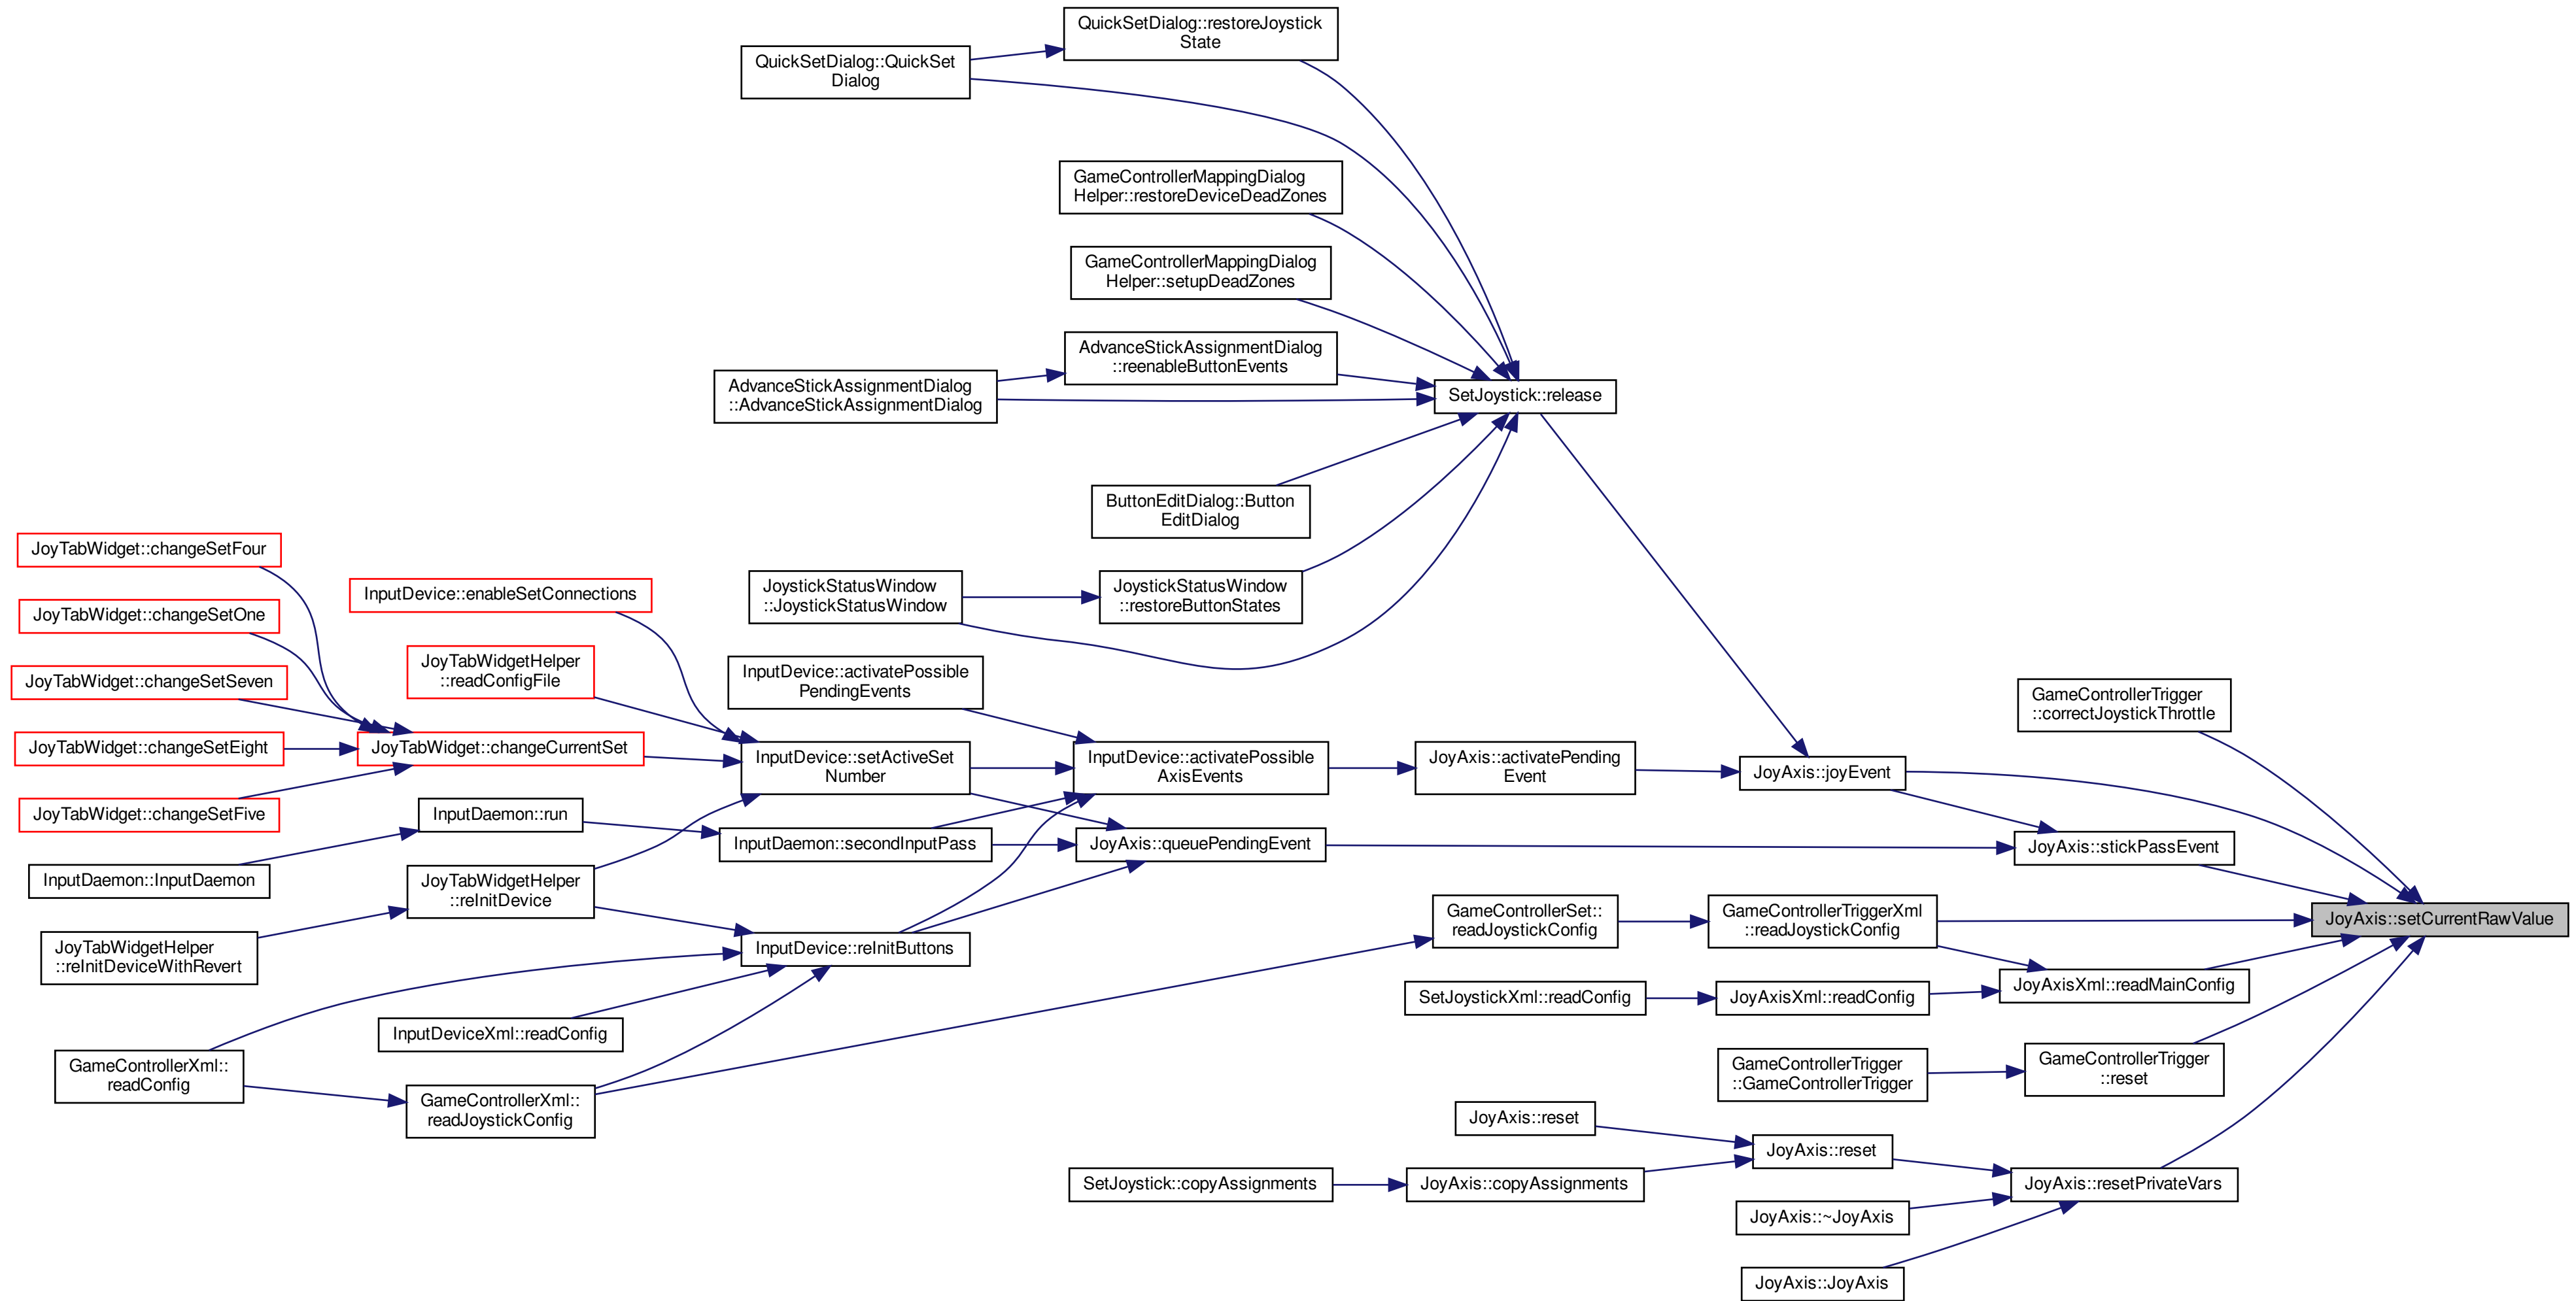 QuickSetDialog::restoreJoystick
State
QuickSetDialog::QuickSet
Dialog
GameControllerMappingDialog
Helper::restoreDeviceDeadZones
GameControllerMappingDialog
Helper::setupDeadZones
AdvanceStickAssignmentDialog
::reenableButtonEvents
AdvanceStickAssignmentDialog
::AdvanceStickAssignmentDialog
SetJoystick::release
ButtonEditDialog::Button
EditDialog
JoyTabWidget::changeSetFour
InputDevice::enableSetConnections
JoystickStatusWindow
::JoystickStatusWindow
JoystickStatusWindow
::restoreButtonStates
JoyTabWidget::changeSetOne
JoyTabWidgetHelper
::readConfigFile
InputDevice::activatePossible
PendingEvents
JoyTabWidget::changeSetSeven
GameControllerTrigger
::correctJoystickThrottle
JoyTabWidget::changeSetEight
JoyTabWidget::changeCurrentSet
InputDevice::setActiveSet
Number
InputDevice::activatePossible
AxisEvents
JoyAxis::activatePending
Event
JoyAxis::joyEvent
JoyTabWidget::changeSetFive
InputDaemon::run
InputDaemon::secondInputPass
JoyAxis::queuePendingEvent
JoyAxis::stickPassEvent
InputDaemon::InputDaemon
JoyTabWidgetHelper
::reInitDevice
GameControllerSet::
readJoystickConfig
GameControllerTriggerXml
::readJoystickConfig
JoyAxis::setCurrentRawValue
JoyTabWidgetHelper
::reInitDeviceWithRevert
InputDevice::reInitButtons
SetJoystickXml::readConfig
JoyAxisXml::readConfig
JoyAxisXml::readMainConfig
InputDeviceXml::readConfig
GameControllerXml::
readConfig
GameControllerTrigger
::GameControllerTrigger
GameControllerTrigger
::reset
GameControllerXml::
readJoystickConfig
JoyAxis::reset
JoyAxis::reset
SetJoystick::copyAssignments
JoyAxis::copyAssignments
JoyAxis::resetPrivateVars
JoyAxis::~JoyAxis
JoyAxis::JoyAxis